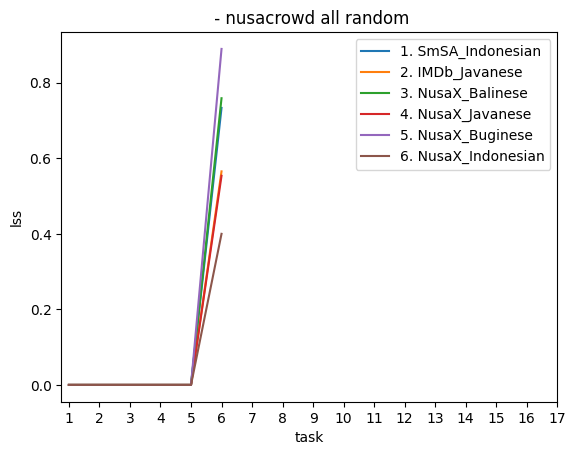 - nusacrowd all random
1. SmSA_Indonesian
2. IMDb_Javanese
3. NusaX_Balinese
4. NusaX_Javanese
5. NusaX_Buginese
6. NusaX_Indonesian
lss
0.8
0.6
0.4
0.2
0.0
1 2 3 4 5 6 7 8 9 10 11 12 13 14 15 16 17
task